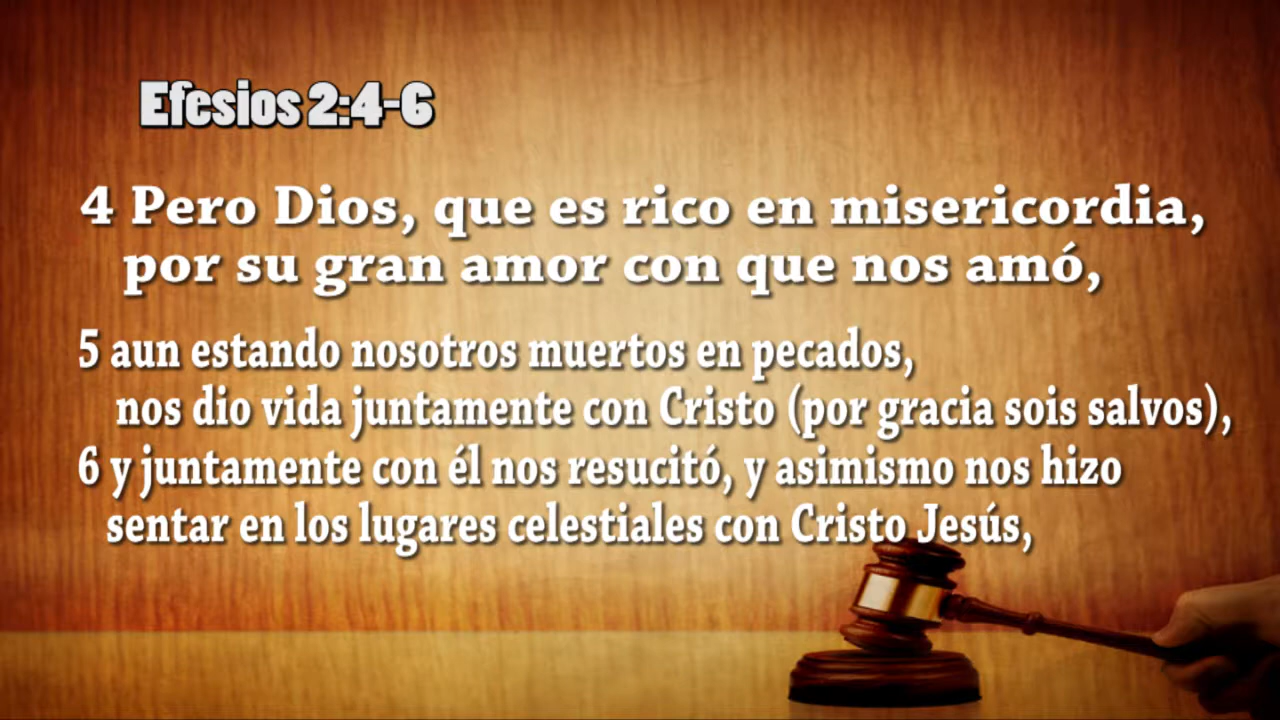 Efesios 2:4-6
4 Pero Dios, que es rico en misericordia,
por su gran amor con que nos amó,
5 aun estando nosotros muertos en pecados,
nos dio vida juntamente con Cristo (por gracia sois salvos),
6 y juntamente con él nos resucitó, y asimismo nos hizo
sentar en los lugares celestiales con Cristo Jesús,